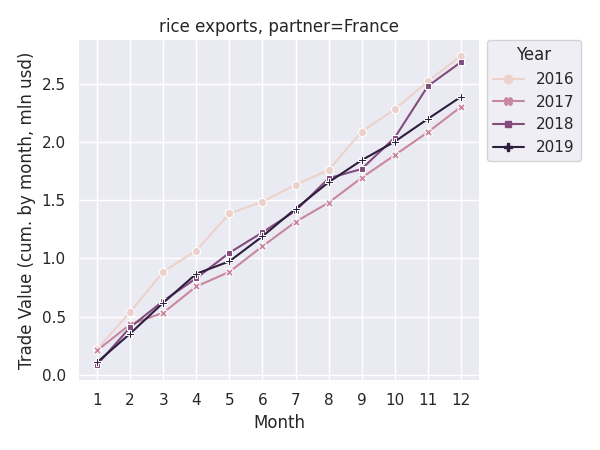 rice exports, partner=France
Trade Value (cum. by month, mln usd)
2.5
2.0
1.5
1.0
0.5
0.0
1 2 3 4 5 6 7 8 9 10 11 12
Month
Year
2016
2017
2018
2019